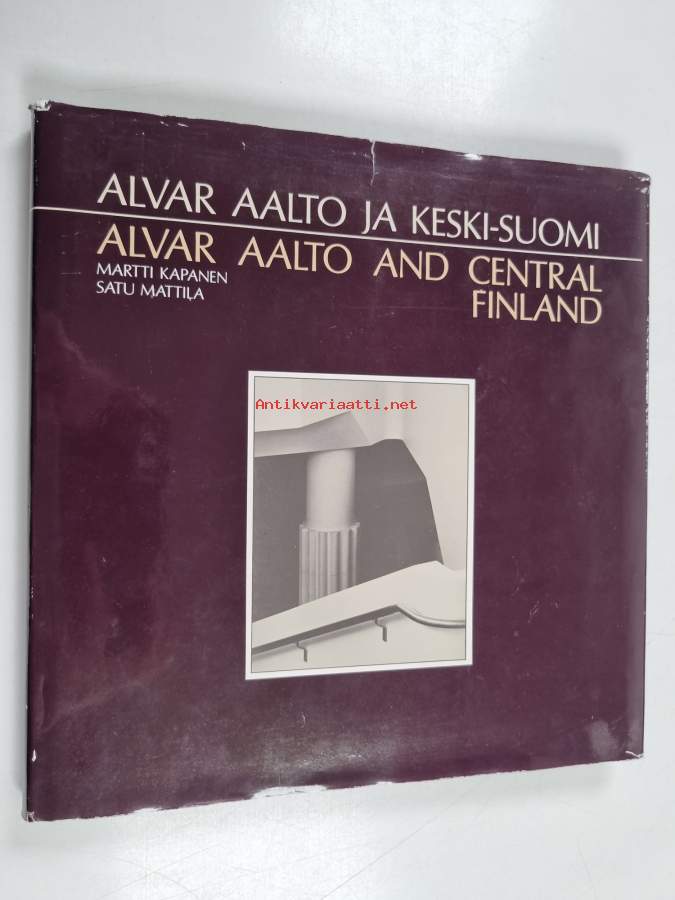 ALVAR AALTO JA KESKI-SUOMI
ALVAR AALTO AND CENTRAL
FINLAND
MARTTI KAPANEN
SATU MATTILA
Antikvariaatti.net